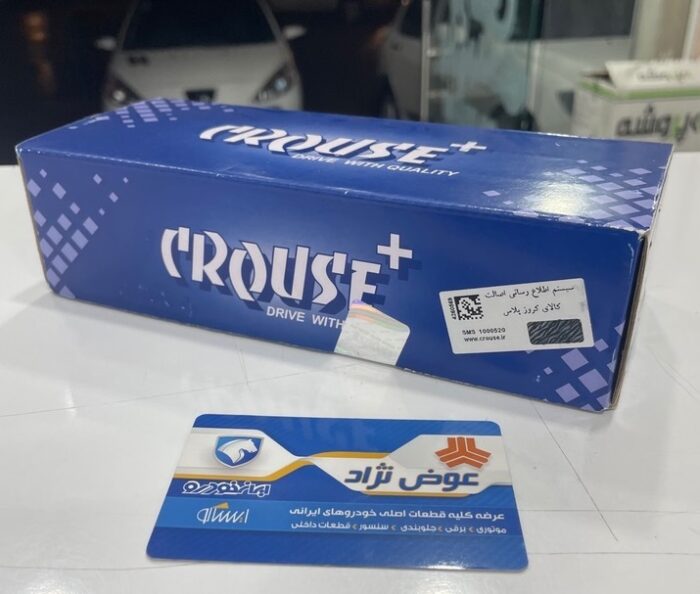 CROUSE+
DRIVE WITH QUALITY
CROUSE+
DRIVE WITH
سیستم اطلاع رسانی اصالت
کالای کروز پلاس
SMS 1000520
www.crouse.ir
عوض نژاد
ایران‌خودرو
ایساکو
عرضه کلیه قطعات اصلی خودروهای ایرانی
موتوری › برقی › جلوبندی › سنسور › قطعات داخلی